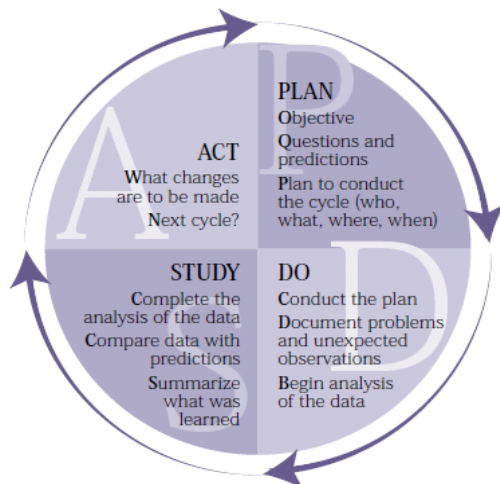 P
PLAN
Objective
Questions and
predictions
Plan to conduct
the cycle (who,
what, where, when)
D
DO
Conduct the plan
Document problems
and unexpected
observations
Begin analysis
of the data
S
STUDY
Complete the
analysis of the data
Compare data with
predictions
Summarize
what was
learned
A
ACT
What changes
are to be made
Next cycle?